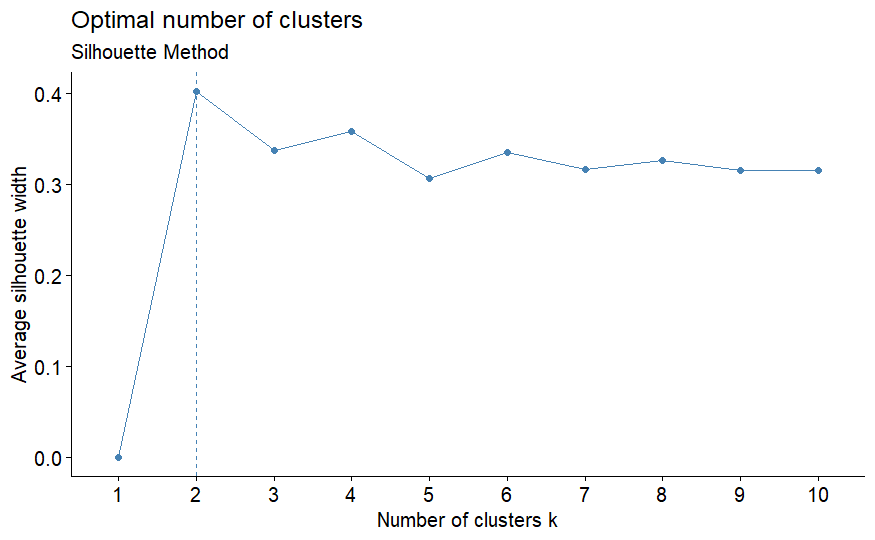 Optimal number of clusters
Silhouette Method
Average silhouette width
0.4
0.3
0.2
0.1
0.0
1 2 3 4 5 6 7 8 9 10
Number of clusters k